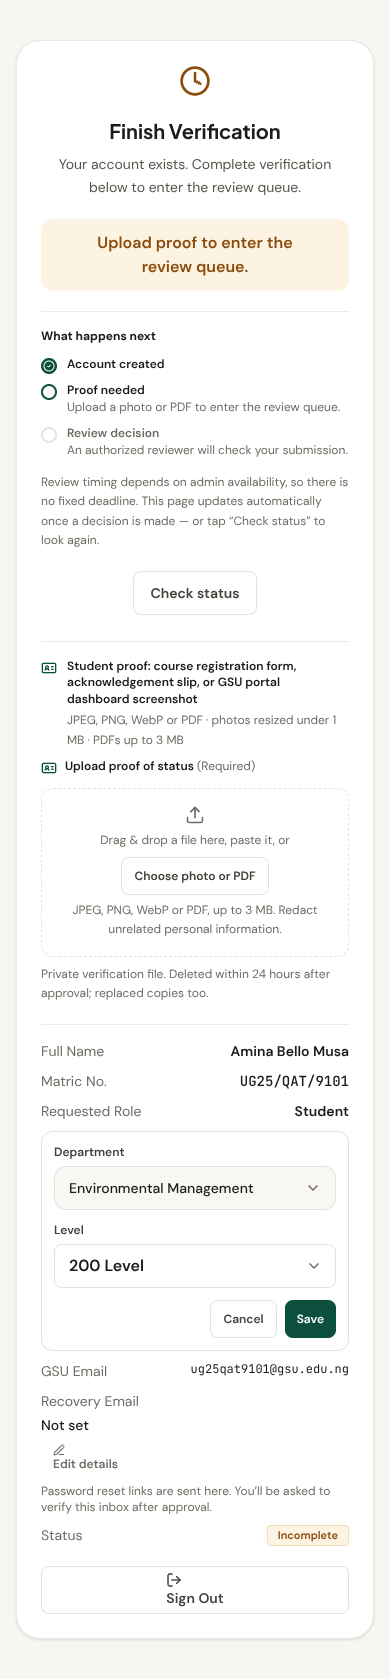 Finish Verification
Your account exists. Complete verification
below to enter the review queue.
Upload proof to enter the
review queue.
What happens next
Account created
Proof needed
Upload a photo or PDF to enter the review queue.
Review decision
An authorized reviewer will check your submission.
Review timing depends on admin availability, so there is
no fixed deadline. This page updates automatically
once a decision is made — or tap “Check status” to
look again.
Check status
Student proof: course registration form,
acknowledgement slip, or GSU portal
dashboard screenshot
JPEG, PNG, WebP or PDF · photos resized under 1
MB · PDFs up to 3 MB
Upload proof of status (Required)
Drag & drop a file here, paste it, or
Choose photo or PDF
JPEG, PNG, WebP or PDF, up to 3 MB. Redact
unrelated personal information.
Private verification file. Deleted within 24 hours after
approval; replaced copies too.
Full Name Amina Bello Musa
Matric No. UG25/QAT/9101
Requested Role Student
Department
Environmental Management
Level
200 Level
Cancel Save
GSU Email ug25qat9101@gsu.edu.ng
Recovery Email
Not set
Edit details
Password reset links are sent here. You’ll be asked to
verify this inbox after approval.
Status Incomplete
Sign Out